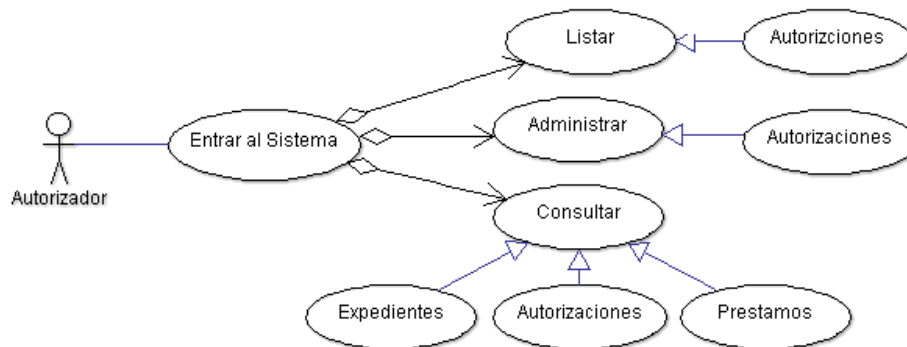 Listar
Autorizciones
Entrar al Sistema
Administrar
Autorizaciones
Autorizador
Consultar
Expedientes
Autorizaciones
Prestamos